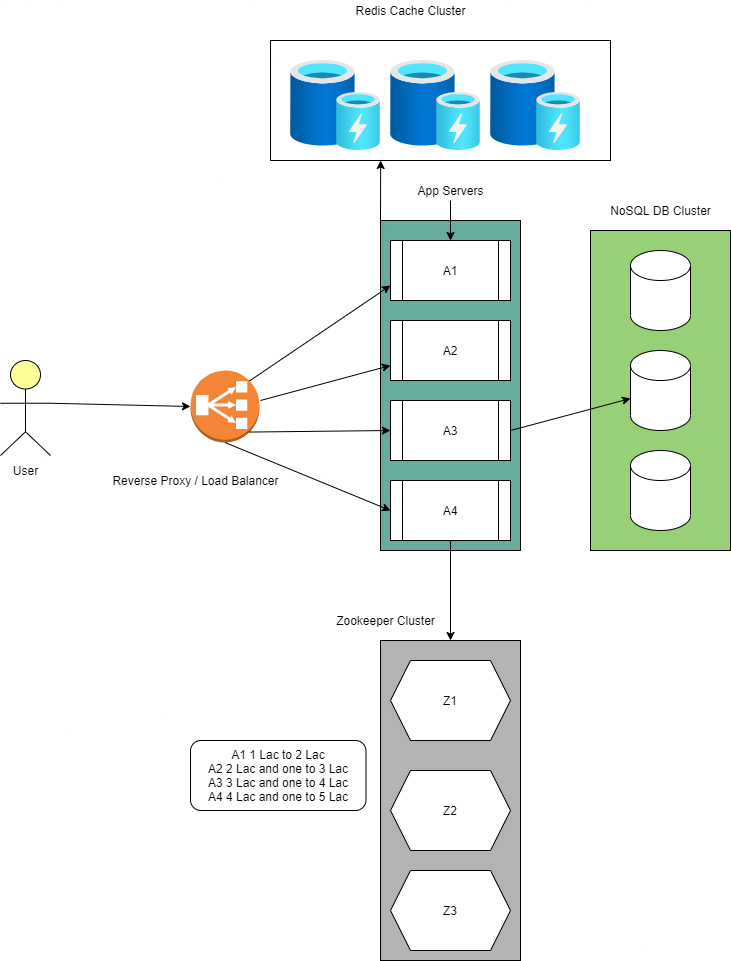 Redis Cache Cluster
App Servers
NoSQL DB Cluster
A1
A2
A3
A4
User
Reverse Proxy / Load Balancer
Zookeeper Cluster
Z1
A1 1 Lac to 2 Lac
A2 2 Lac and one to 3 Lac
A3 3 Lac and one to 4 Lac
A4 4 Lac and one to 5 Lac
Z2
Z3